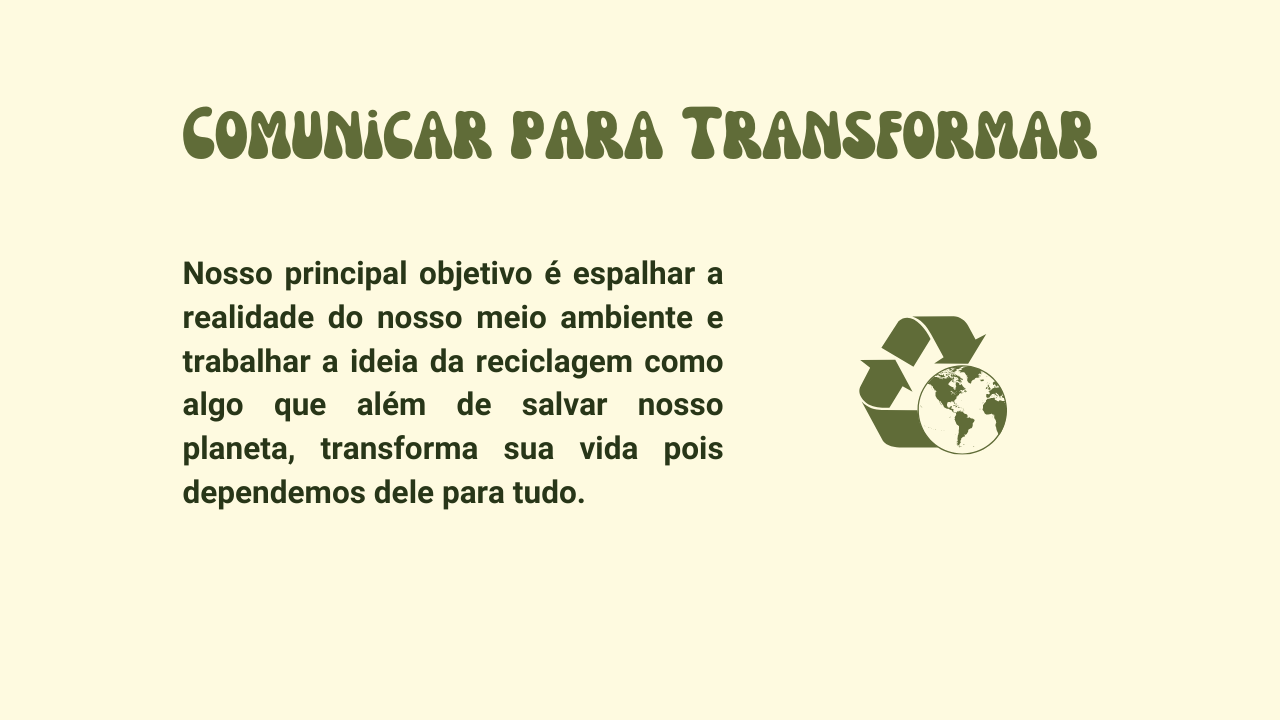 Comunicar para Transformar
Nosso principal objetivo é espalhar a
realidade do nosso meio ambiente e
trabalhar a ideia da reciclagem como
algo que além de salvar nosso
planeta, transforma sua vida pois
dependemos dele para tudo.